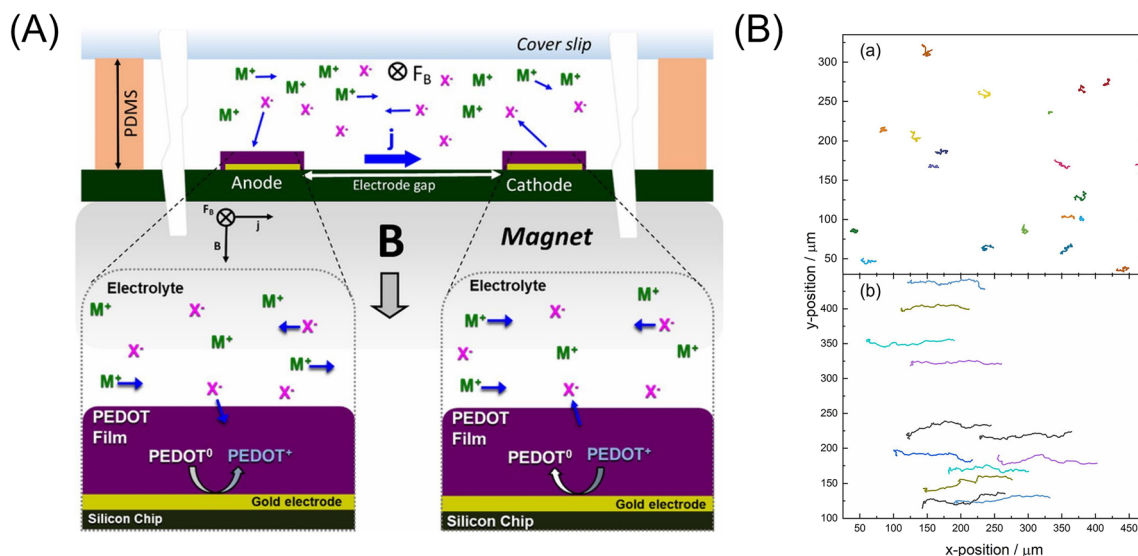 (A)
Cover slip
PDMS
M⁺ M⁺ X⁻ M⁺ M⁺
F_B X⁻
X⁻ M⁺ M⁺ X⁻ X⁻
M⁺ X⁻ X⁻ M⁺
X⁻ j X⁻
Anode
Electrode gap
Cathode
F_B
j
B
B
Magnet
Electrolyte
M⁺ X⁻ M⁺ X⁻
X⁻ M⁺ M⁺
M⁺ X⁻ X⁻
PEDOT
Film
PEDOT⁰ PEDOT⁺
Gold electrode
Silicon Chip
Electrolyte
M⁺ X⁻ X⁻
X⁻ M⁺ M⁺
M⁺ X⁻ X⁻
PEDOT
Film
PEDOT⁰ PEDOT⁺
Gold electrode
Silicon Chip
(B)
(a)
300
250
200
150
100
50
(b)
400
350
300
250
200
150
100
50 100 150 200 250 300 350 400 450
y-position / μm
x-position / μm